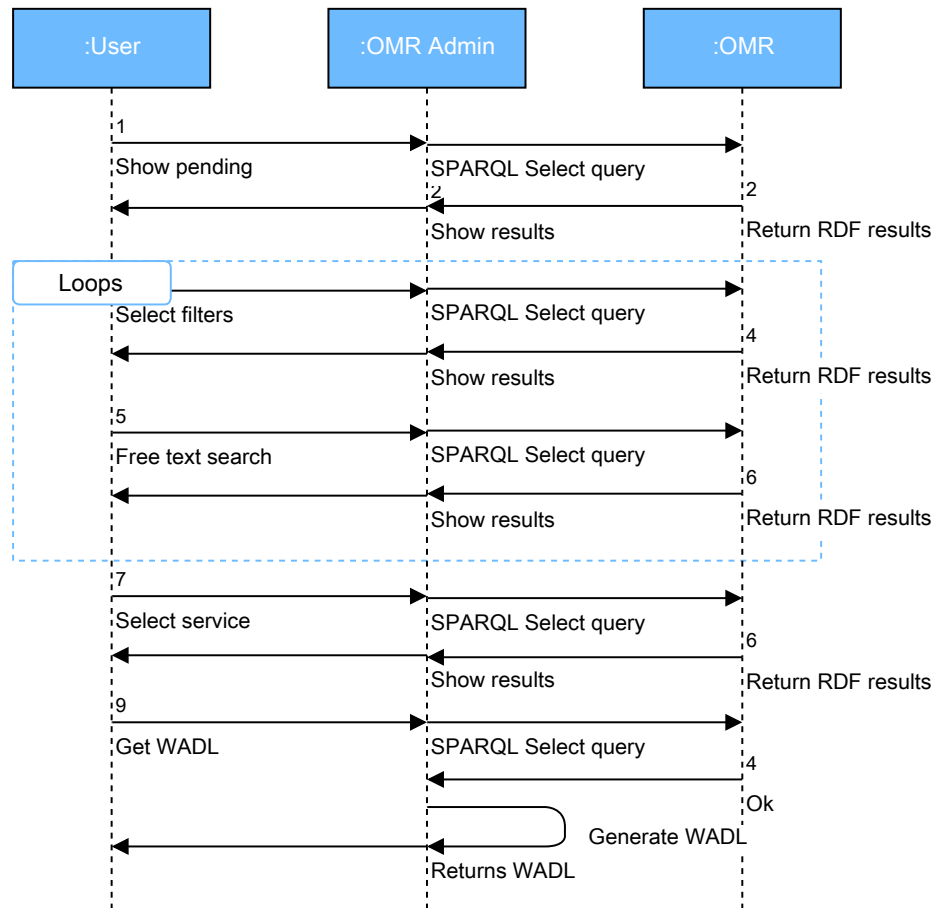 :User
:OMR Admin
:OMR
1
Show pending
SPARQL Select query
2
2
Show results
Return RDF results
Loops
Select filters
SPARQL Select query
4
Show results
Return RDF results
5
Free text search
SPARQL Select query
6
Show results
Return RDF results
7
Select service
SPARQL Select query
6
Show results
Return RDF results
9
Get WADL
SPARQL Select query
4
Ok
Generate WADL
Returns WADL